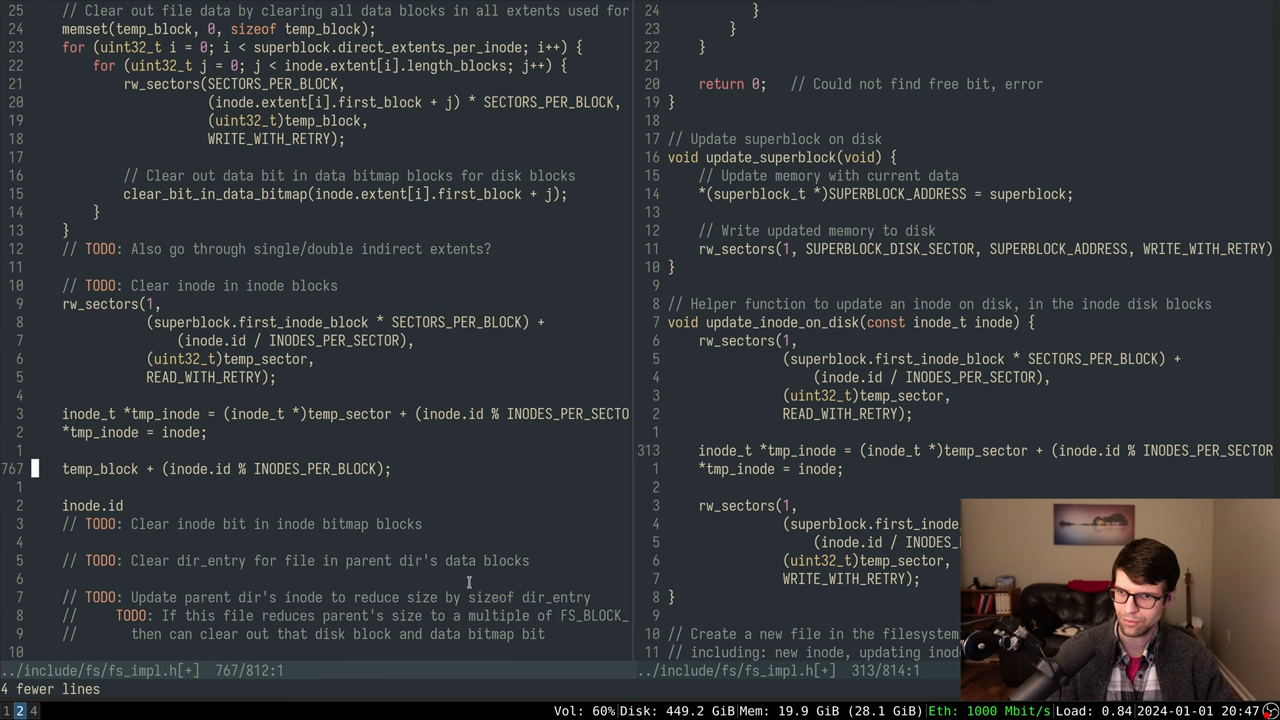 25     // Clear out file data by clearing all data blocks in all extents used for
24     memset(temp_block, 0, sizeof temp_block);
23     for (uint32_t i = 0; i < superblock.direct_extents_per_inode; i++) {
22         for (uint32_t j = 0; j < inode.extent[i].length_blocks; j++) {
21             rw_sectors(SECTORS_PER_BLOCK,
20                        (inode.extent[i].first_block + j) * SECTORS_PER_BLOCK,
19                        (uint32_t)temp_block,
18                        WRITE_WITH_RETRY);
17
16             // Clear out data bit in data bitmap blocks for disk blocks
15             clear_bit_in_data_bitmap(inode.extent[i].first_block + j);
14         }
13     }
12     // TODO: Also go through single/double indirect extents?
11
10     // TODO: Clear inode in inode blocks
9     rw_sectors(1,
8                (superblock.first_inode_block * SECTORS_PER_BLOCK) +
7                    (inode.id / INODES_PER_SECTOR),
6                (uint32_t)temp_sector,
5                READ_WITH_RETRY);
4
3     inode_t *tmp_inode = (inode_t *)temp_sector + (inode.id % INODES_PER_SECTO
2     *tmp_inode = inode;
1
767     temp_block + (inode.id % INODES_PER_BLOCK);
1
2     inode.id
3     // TODO: Clear inode bit in inode bitmap blocks
4
5     // TODO: Clear dir_entry for file in parent dir's data blocks
6
7     // TODO: Update parent dir's inode to reduce size by sizeof dir_entry
8     //     TODO: If this file reduces parent's size to a multiple of FS_BLOCK_
9     //       then can clear out that disk block and data bitmap bit
10
../include/fs/fs_impl.h[+]  767/812:1
4 fewer lines
24             }
23         }
22     }
21
20     return 0;   // Could not find free bit, error
19 }
18
17 // Update superblock on disk
16 void update_superblock(void) {
15     // Update memory with current data
14     *(superblock_t *)SUPERBLOCK_ADDRESS = superblock;
13
12     // Write updated memory to disk
11     rw_sectors(1, SUPERBLOCK_DISK_SECTOR, SUPERBLOCK_ADDRESS, WRITE_WITH_RETRY)
10 }
9
8 // Helper function to update an inode on disk, in the inode disk blocks
7 void update_inode_on_disk(const inode_t inode) {
6     rw_sectors(1,
5                (superblock.first_inode_block * SECTORS_PER_BLOCK) +
4                    (inode.id / INODES_PER_SECTOR),
3                (uint32_t)temp_sector,
2                READ_WITH_RETRY);
1
313     inode_t *tmp_inode = (inode_t *)temp_sector + (inode.id % INODES_PER_SECTOR
1     *tmp_inode = inode;
2
3     rw_sectors(1,
4                (superblock.first_inode
5                    (inode.id / INODES_P
6                (uint32_t)temp_sector,
7                WRITE_WITH_RETRY);
8 }
9
10 // Create a new file in the filesystem
11 // including: new inode, updating inod
../include/fs/fs_impl.h[+]  313/814:1
1 2 4
Vol: 60%|Disk: 449.2 GiB|Mem: 19.9 GiB (28.1 GiB)|Eth: 1000 Mbit/s|Load: 0.84|2024-01-01 20:47